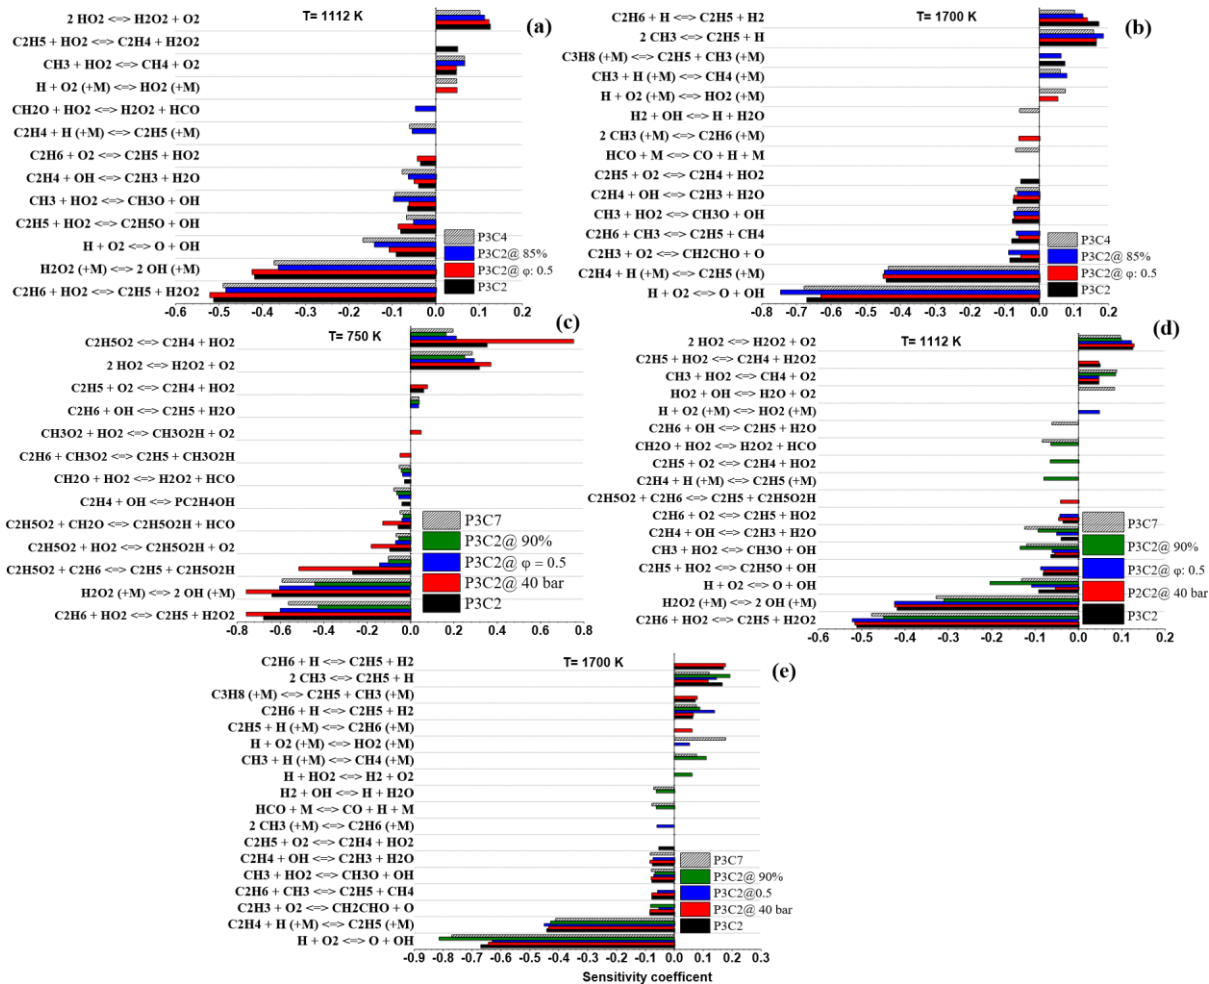 T= 1112 K
(a)
2 HO2 <=> H2O2 + O2
C2H5 + HO2 <=> C2H4 + H2O2
CH3 + HO2 <=> CH4 + O2
H + O2 (+M) <=> HO2 (+M)
CH2O + HO2 <=> H2O2 + HCO
C2H4 + H (+M) <=> C2H5 (+M)
C2H6 + O2 <=> C2H5 + HO2
C2H4 + OH <=> C2H3 + H2O
CH3 + HO2 <=> CH3O + OH
C2H5 + HO2 <=> C2H5O + OH
H + O2 <=> O + OH
H2O2 (+M) <=> 2 OH (+M)
C2H6 + HO2 <=> C2H5 + H2O2
P3C4
P3C2@ 85%
P3C2@ φ: 0.5
P3C2
-0.6 -0.5 -0.4 -0.3 -0.2 -0.1 0.0 0.1 0.2
T= 1700 K
(b)
C2H6 + H <=> C2H5 + H2
2 CH3 <=> C2H5 + H
C3H8 (+M) <=> C2H5 + CH3 (+M)
CH3 + H (+M) <=> CH4 (+M)
H + O2 (+M) <=> HO2 (+M)
H2 + OH <=> H + H2O
2 CH3 (+M) <=> C2H6 (+M)
HCO + M <=> CO + H + M
C2H5 + O2 <=> C2H4 + HO2
C2H4 + OH <=> C2H3 + H2O
CH3 + HO2 <=> CH3O + OH
C2H6 + CH3 <=> C2H5 + CH4
C2H3 + O2 <=> CH2CHO + O
C2H4 + H (+M) <=> C2H5 (+M)
H + O2 <=> O + OH
P3C4
P3C2@ 85%
P3C2@ φ: 0.5
P3C2
-0.8 -0.7 -0.6 -0.5 -0.4 -0.3 -0.2 -0.1 0.0 0.1 0.2
T= 750 K
(c)
C2H5O2 <=> C2H4 + HO2
2 HO2 <=> H2O2 + O2
C2H5 + O2 <=> C2H4 + HO2
C2H6 + OH <=> C2H5 + H2O
CH3O2 + HO2 <=> CH3O2H + O2
C2H6 + CH3O2 <=> C2H5 + CH3O2H
CH2O + HO2 <=> H2O2 + HCO
C2H4 + OH <=> PC2H4OH
C2H5O2 + CH2O <=> C2H5O2H + HCO
C2H5O2 + HO2 <=> C2H5O2H + O2
C2H5O2 + C2H6 <=> C2H5 + C2H5O2H
H2O2 (+M) <=> 2 OH (+M)
C2H6 + HO2 <=> C2H5 + H2O2
P3C7
P3C2@ 90%
P3C2@ φ = 0.5
P3C2@ 40 bar
P3C2
-0.8 -0.6 -0.4 -0.2 0.0 0.2 0.4 0.6 0.8
T= 1112 K
(d)
2 HO2 <=> H2O2 + O2
C2H5 + HO2 <=> C2H4 + H2O2
CH3 + HO2 <=> CH4 + O2
HO2 + OH <=> H2O + O2
H + O2 (+M) <=> HO2 (+M)
C2H6 + OH <=> C2H5 + H2O
CH2O + HO2 <=> H2O2 + HCO
C2H5 + O2 <=> C2H4 + HO2
C2H4 + H (+M) <=> C2H5 (+M)
C2H5O2 + C2H6 <=> C2H5 + C2H5O2H
C2H6 + O2 <=> C2H5 + HO2
C2H4 + OH <=> C2H3 + H2O
CH3 + HO2 <=> CH3O + OH
C2H5 + HO2 <=> C2H5O + OH
H + O2 <=> O + OH
H2O2 (+M) <=> 2 OH (+M)
C2H6 + HO2 <=> C2H5 + H2O2
P3C7
P3C2@ 90%
P3C2@ φ: 0.5
P2C2@ 40 bar
P3C2
-0.6 -0.5 -0.4 -0.3 -0.2 -0.1 0.0 0.1 0.2
T= 1700 K
(e)
C2H6 + H <=> C2H5 + H2
2 CH3 <=> C2H5 + H
C3H8 (+M) <=> C2H5 + CH3 (+M)
C2H6 + H <=> C2H5 + H2
C2H5 + H (+M) <=> C2H6 (+M)
H + O2 (+M) <=> HO2 (+M)
CH3 + H (+M) <=> CH4 (+M)
H + HO2 <=> H2 + O2
H2 + OH <=> H + H2O
HCO + M <=> CO + H + M
2 CH3 (+M) <=> C2H6 (+M)
C2H5 + O2 <=> C2H4 + HO2
C2H4 + OH <=> C2H3 + H2O
CH3 + HO2 <=> CH3O + OH
C2H6 + CH3 <=> C2H5 + CH4
C2H3 + O2 <=> CH2CHO + O
C2H4 + H (+M) <=> C2H5 (+M)
H + O2 <=> O + OH
P3C7
P3C2@ 90%
P3C2@0.5
P3C2@ 40 bar
P3C2
-0.9 -0.8 -0.7 -0.6 -0.5 -0.4 -0.3 -0.2 -0.1 0.0 0.1 0.2 0.3
Sensitivity coefficent